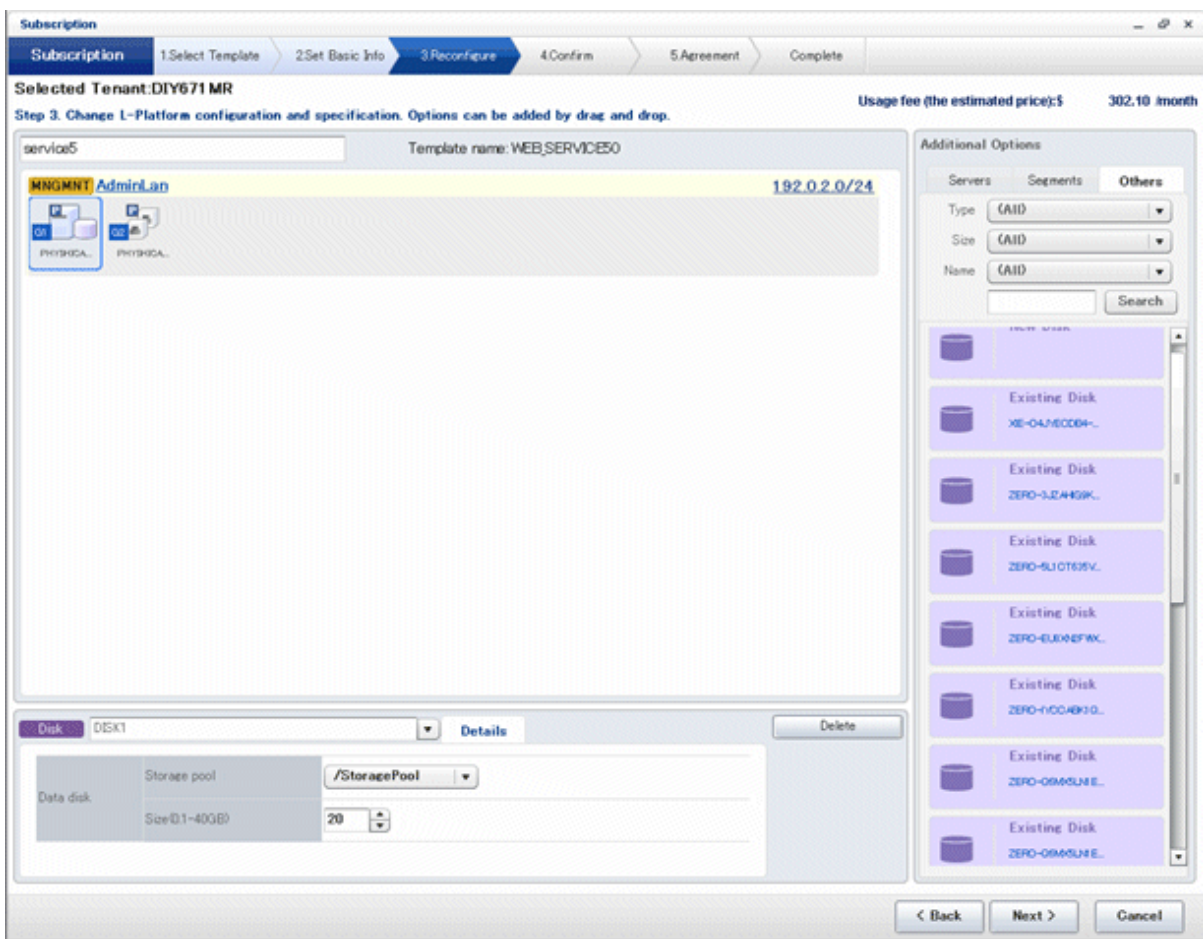 Subscription
Subscription 1.Select Template 2.Set Basic Info 3.Reconfigure 4.Confirm 5.Agreement Complete
Selected Tenant:DIY671MR
Usage fee (the estimated price):$ 302.10 /month
Step 3. Change L-Platform configuration and specification. Options can be added by drag and drop.
service5 Template name: WEB_SERVICE50
MNGMNT AdminLan 192.0.2.0/24
PHYSICA... PHYSICA...
Additional Options
Servers Segments Others
Type (All)
Size (All)
Name (All)
Search
New Disk
Existing Disk
Existing Disk
Existing Disk
Existing Disk
Existing Disk
Existing Disk
Existing Disk
Disk DISK1 Details Delete
Data disk
Storage pool /StoragePool
Size(0.1-40GB) 20
< Back Next > Cancel